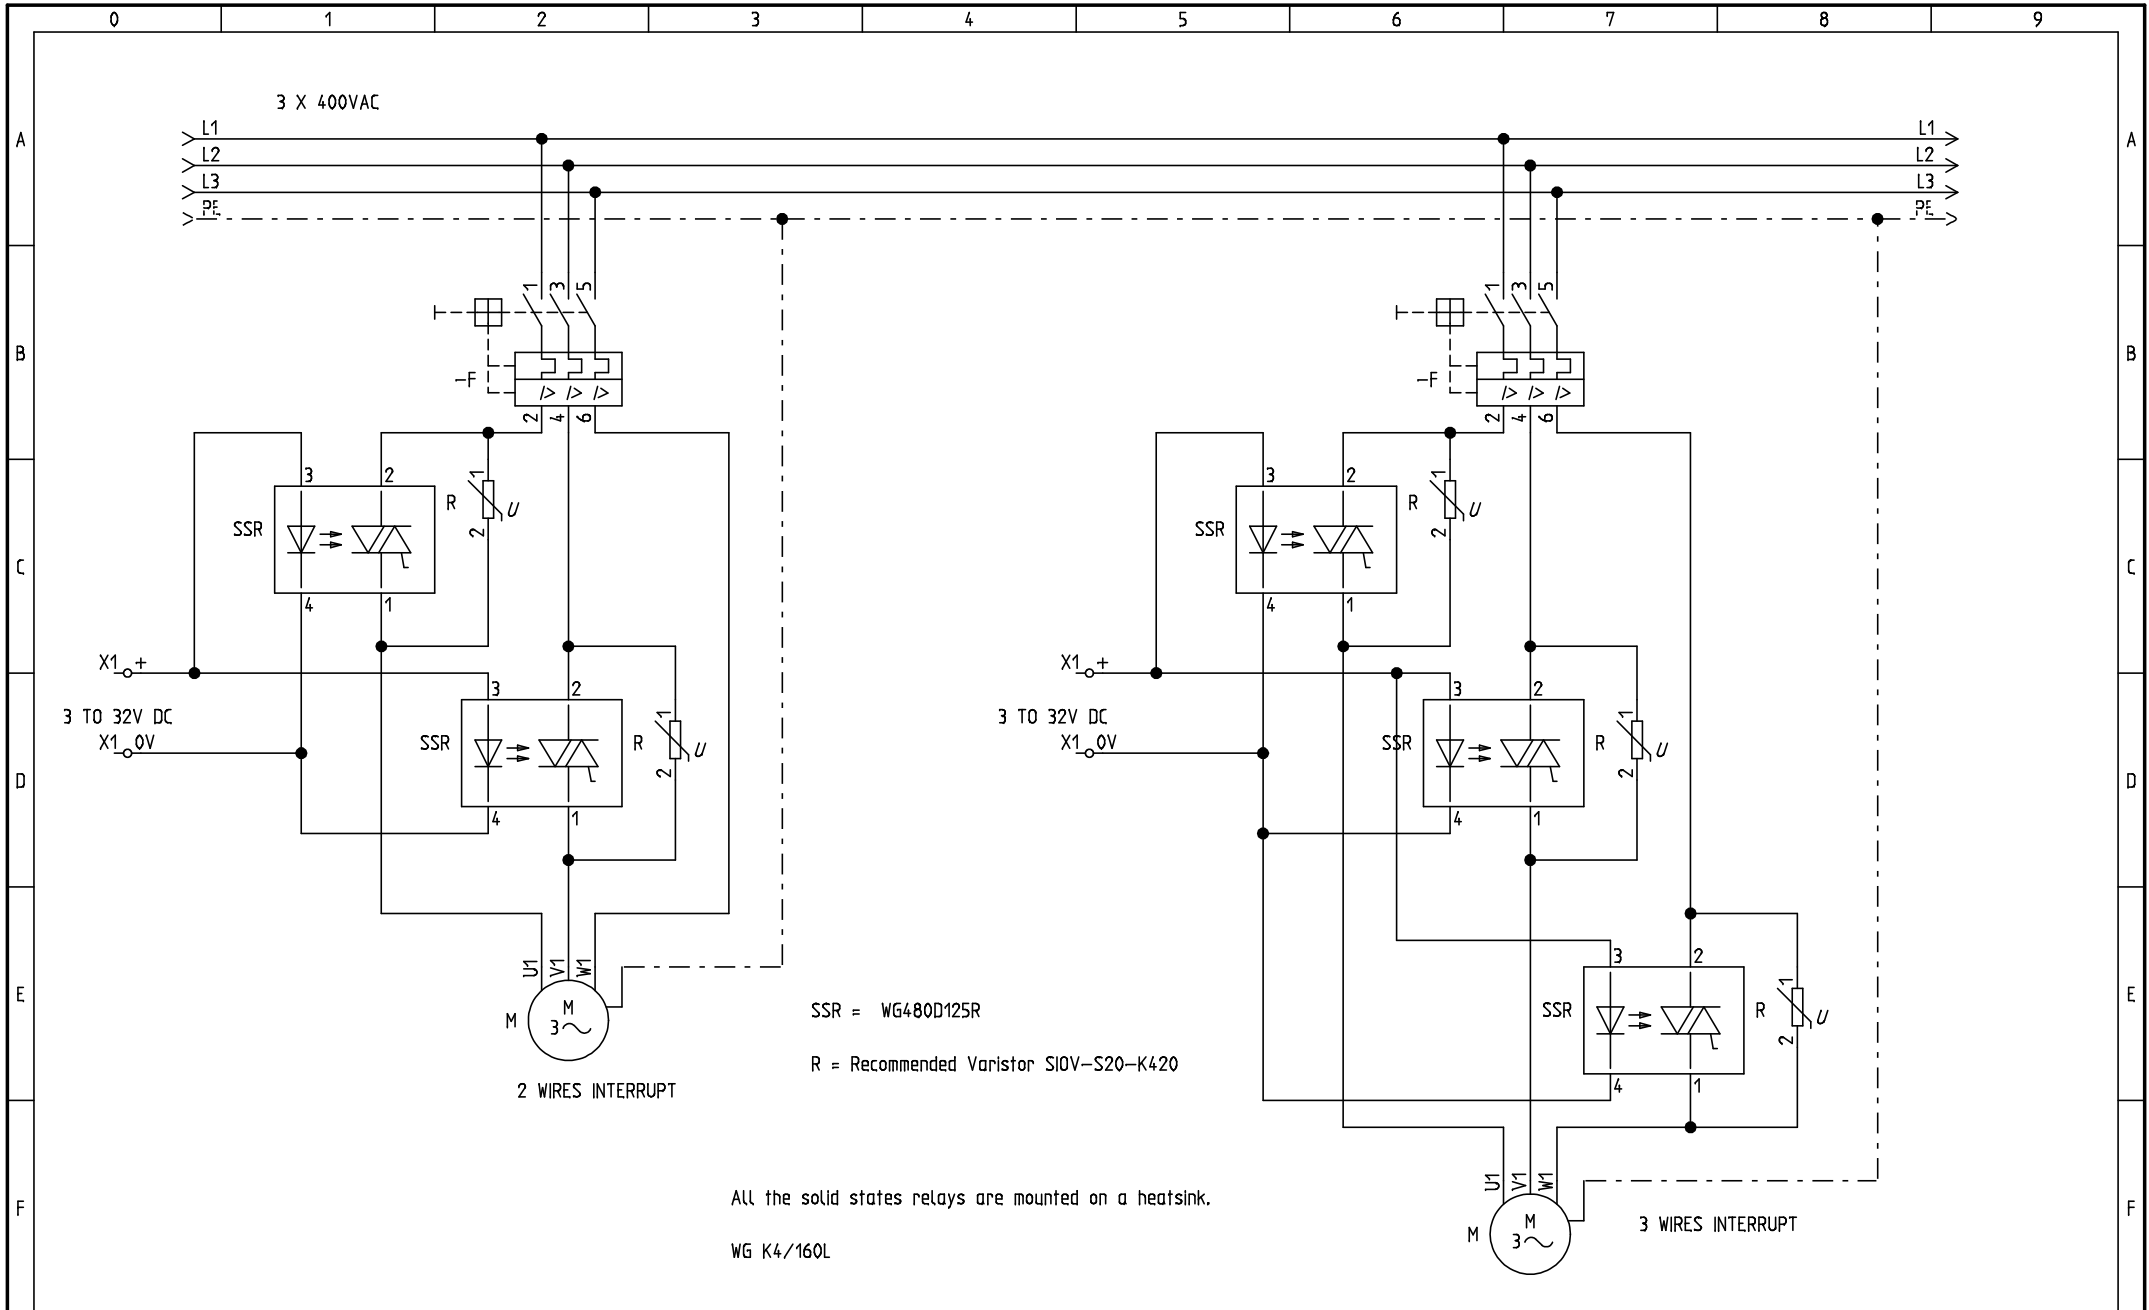 0 1 2 3 4 5 6 7 8 9
3 X 400VAC
A L1 L1 A
L2 L2
L3 L3
PE PE
1 3 5 1 3 5
B B
-F -F
I> I> I> I> I> I>
2 4 6 2 4 6
3 2 R 1 U 3 2 R 1 U
SSR 2 SSR 2
C C
4 1 4 1
X1 + X1 +
3 2 3 2
3 TO 32V DC 3 TO 32V DC
X1 0V SSR R 1 U 2 X1 0V SSR R 1 U 2
D D
4 1 4 1
U1 V1 W1 3 2
E E
M M SSR = WG480D125R SSR R 1 U 2
3~
R = Recommended Varistor SIOV-S20-K420
2 WIRES INTERRUPT 4 1
U1 V1 W1
All the solid states relays are mounted on a heatsink.
F F
M M 3 WIRES INTERRUPT
3~
WG K4/160L